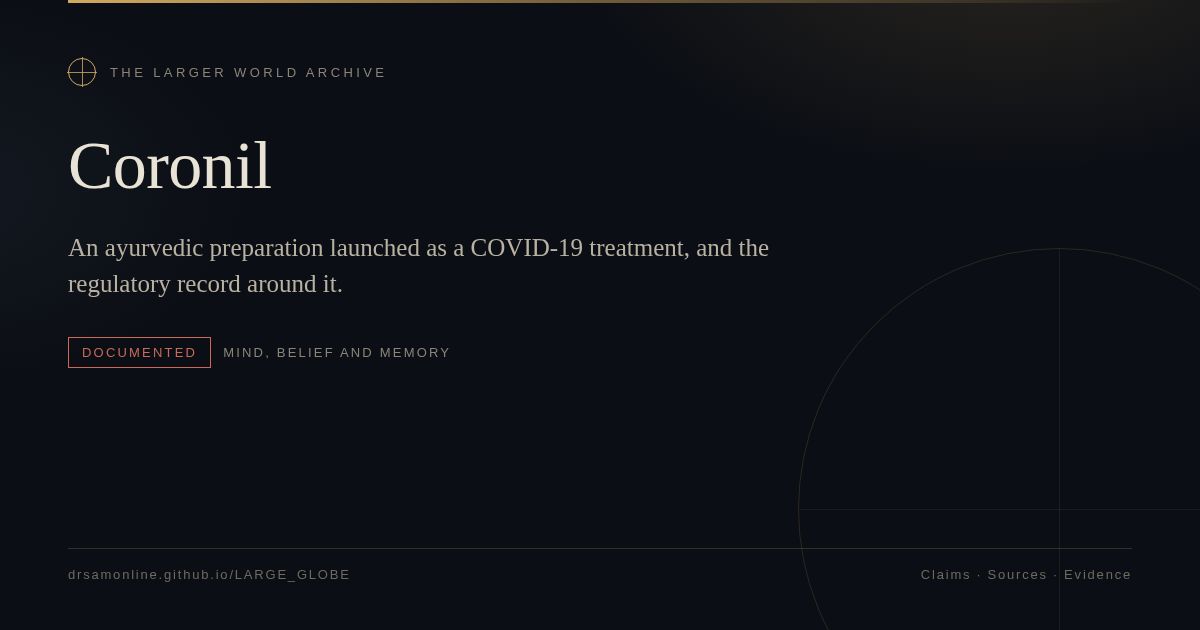 THE LARGER WORLD ARCHIVE
Coronil
An ayurvedic preparation launched as a COVID-19 treatment, and the
regulatory record around it.
DOCUMENTED MIND, BELIEF AND MEMORY
drsamonline.github.io/LARGE_GLOBE Claims · Sources · Evidence